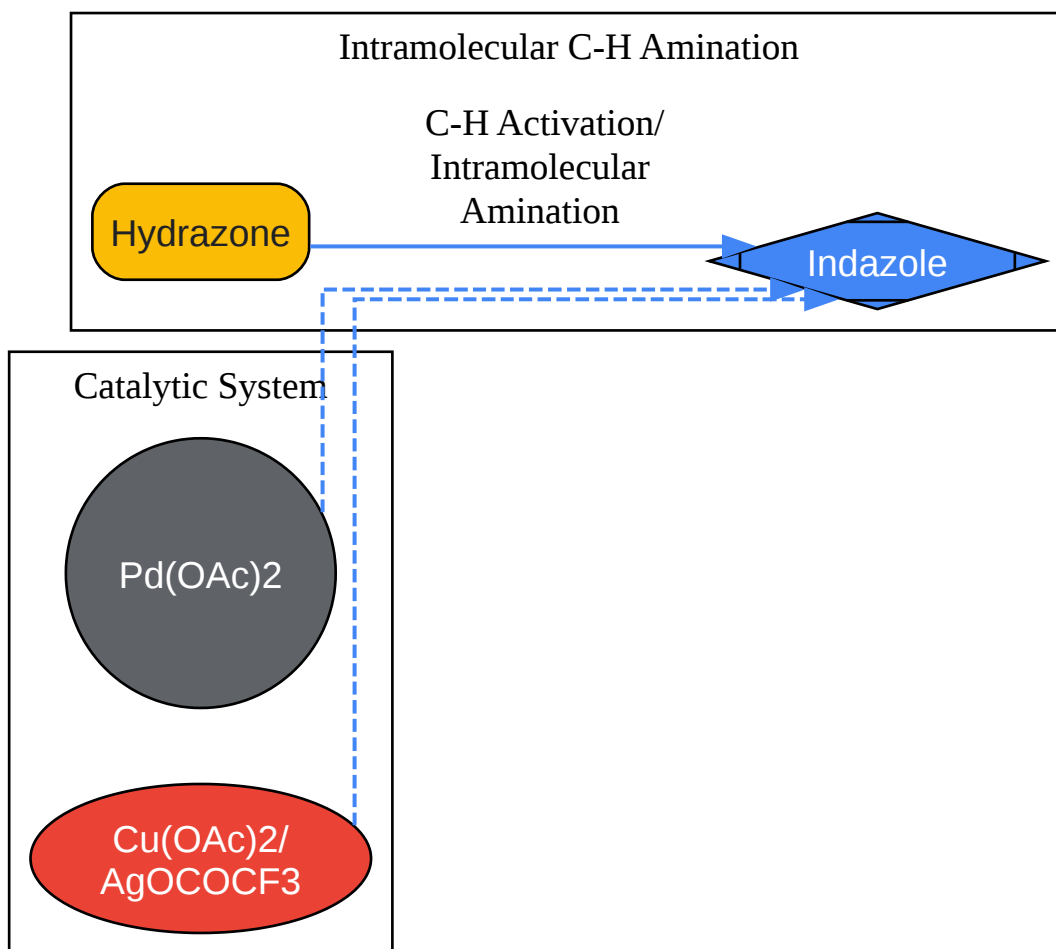 Intramolecular C-H Amination
C-H Activation/
Intramolecular
Amination
Hydrazone
Indazole
Catalytic System
Pd(OAc)2
Cu(OAc)2/
AgOCOCF3